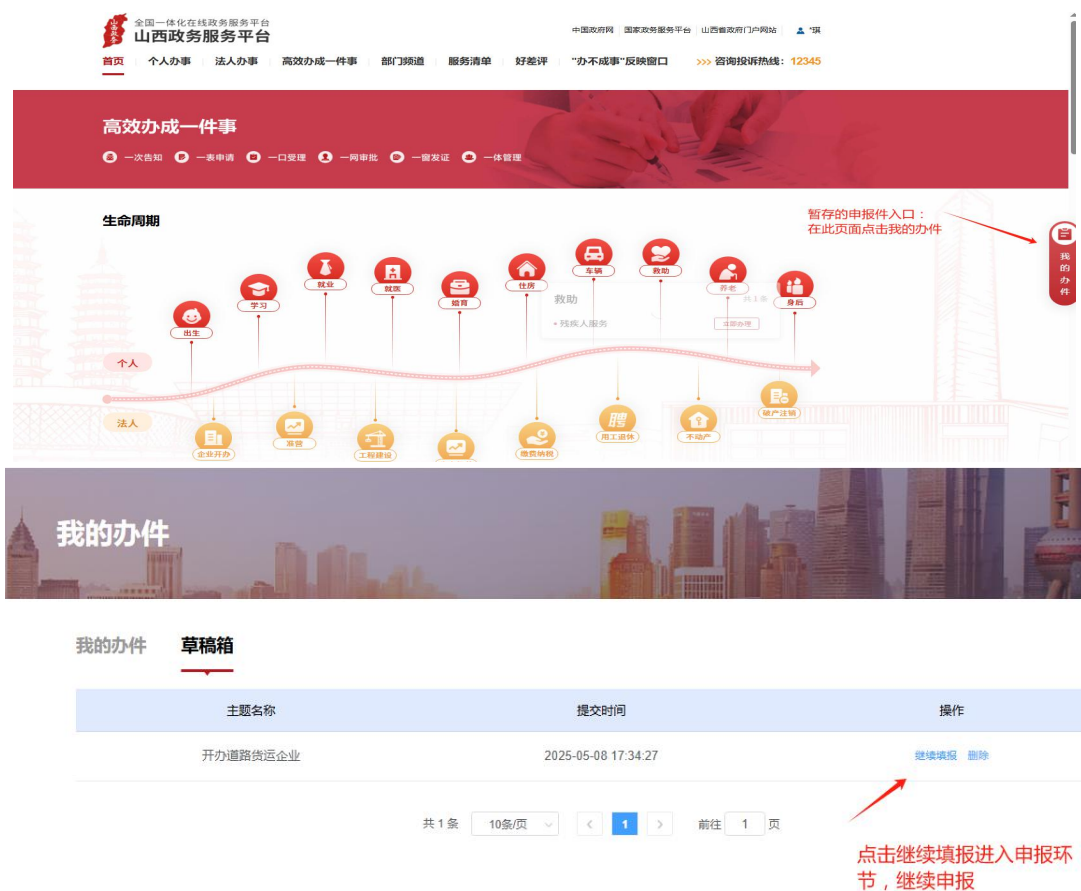 全国一体化在线政务服务平台
山西政务服务平台
中国政府网 国家政务服务平台 山西省政府门户网站 *琪
首页 个人办事 法人办事 高效办成一件事 部门频道 服务清单 好差评 "办不成事"反映窗口 >>> 咨询投诉热线：12345
高效办成一件事
一次告知 一表申请 一口受理 一网审批 一窗发证 一体管理
生命周期
暂存的申报件入口：
在此页面点击我的办件
我的办件
出生
学习
就业
就医
婚育
住房
车辆
救助
养老
身后
救助 共1条
• 残疾人服务 立即办理
个人
法人
企业开办
准营
工程建设
缴费纳税
聘
用工退休
不动产
破产注销
我的办件
我的办件 草稿箱
主题名称 提交时间 操作
开办道路货运企业 2025-05-08 17:34:27 继续填报 删除
共 1 条 10条/页 < 1 > 前往 1 页
点击继续填报进入申报环
节，继续申报